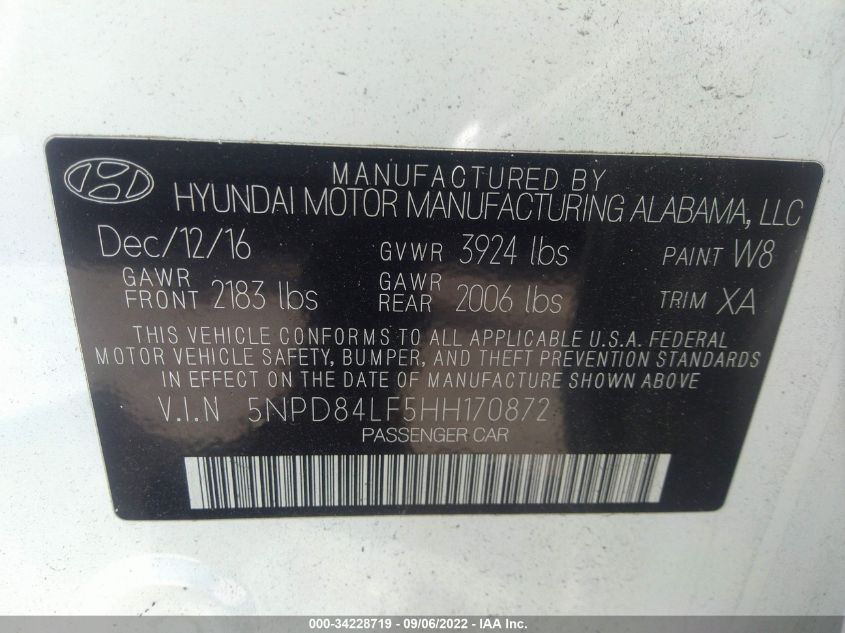 MANUFACTURED BY
HYUNDAI MOTOR MANUFACTURING ALABAMA, LLC
Dec/12/16 GVWR 3924 lbs PAINT W8
GAWR FRONT 2183 lbs GAWR REAR 2006 lbs TRIM XA
THIS VEHICLE CONFORMS TO ALL APPLICABLE U.S.A. FEDERAL
MOTOR VEHICLE SAFETY, BUMPER, AND THEFT PREVENTION STANDARDS
IN EFFECT ON THE DATE OF MANUFACTURE SHOWN ABOVE
V.I.N 5NPD84LF5HH170872
PASSENGER CAR
000-34228719 - 09/06/2022 - IAA Inc.